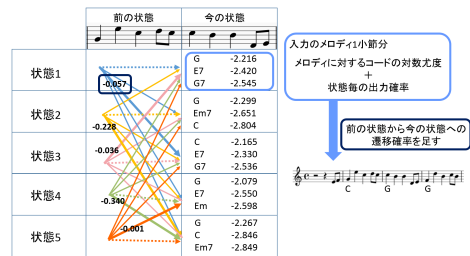 前の状態
今の状態
状態1
-0.057
G -2.216
E7 -2.420
G7 -2.545
状態2
-0.228
G -2.299
Em7 -2.651
C -2.804
状態3
-0.036
C -2.165
E7 -2.330
G7 -2.536
状態4
-0.340
G -2.079
E7 -2.550
Em -2.598
状態5
-0.001
G -2.267
C -2.846
Em7 -2.849
入力のメロディ1小節分
メロディに対するコードの対数尤度
+
状態毎の出力確率
前の状態から今の状態への
遷移確率を足す
C G G